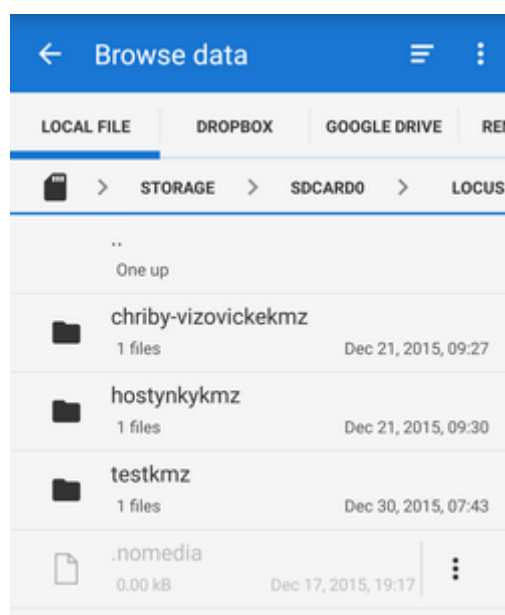 Browse data
LOCAL FILE DROPBOX GOOGLE DRIVE
> STORAGE > SDCARD0 > LOCUS
..
One up
chriby-vizovickekmz
1 files Dec 21, 2015, 09:27
hostynkykmz
1 files Dec 21, 2015, 09:30
testkmz
1 files Dec 30, 2015, 07:43
.nomedia
0.00 kB Dec 17, 2015, 19:17